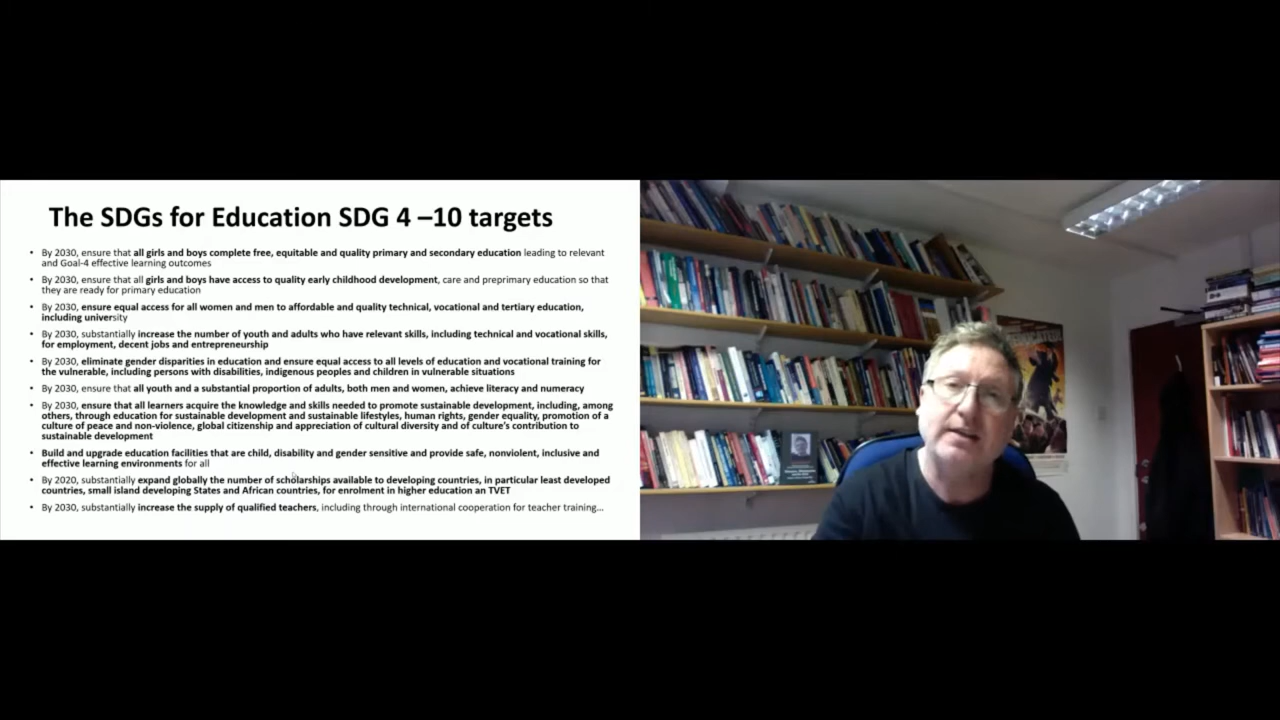 The SDGs for Education SDG 4 –10 targets
• By 2030, ensure that all girls and boys complete free, equitable and quality primary and secondary education leading to relevant
and Goal-4 effective learning outcomes
• By 2030, ensure that all girls and boys have access to quality early childhood development, care and preprimary education so that
they are ready for primary education
• By 2030, ensure equal access for all women and men to affordable and quality technical, vocational and tertiary education,
including university
• By 2030, substantially increase the number of youth and adults who have relevant skills, including technical and vocational skills,
for employment, decent jobs and entrepreneurship
• By 2030, eliminate gender disparities in education and ensure equal access to all levels of education and vocational training for
the vulnerable, including persons with disabilities, indigenous peoples and children in vulnerable situations
• By 2030, ensure that all youth and a substantial proportion of adults, both men and women, achieve literacy and numeracy
• By 2030, ensure that all learners acquire the knowledge and skills needed to promote sustainable development, including, among
others, through education for sustainable development and sustainable lifestyles, human rights, gender equality, promotion of a
culture of peace and non-violence, global citizenship and appreciation of cultural diversity and of culture's contribution to
sustainable development
• Build and upgrade education facilities that are child, disability and gender sensitive and provide safe, nonviolent, inclusive and
effective learning environments for all
• By 2020, substantially expand globally the number of scholarships available to developing countries, in particular least developed
countries, small island developing States and African countries, for enrolment in higher education an TVET
• By 2030, substantially increase the supply of qualified teachers, including through international cooperation for teacher training…